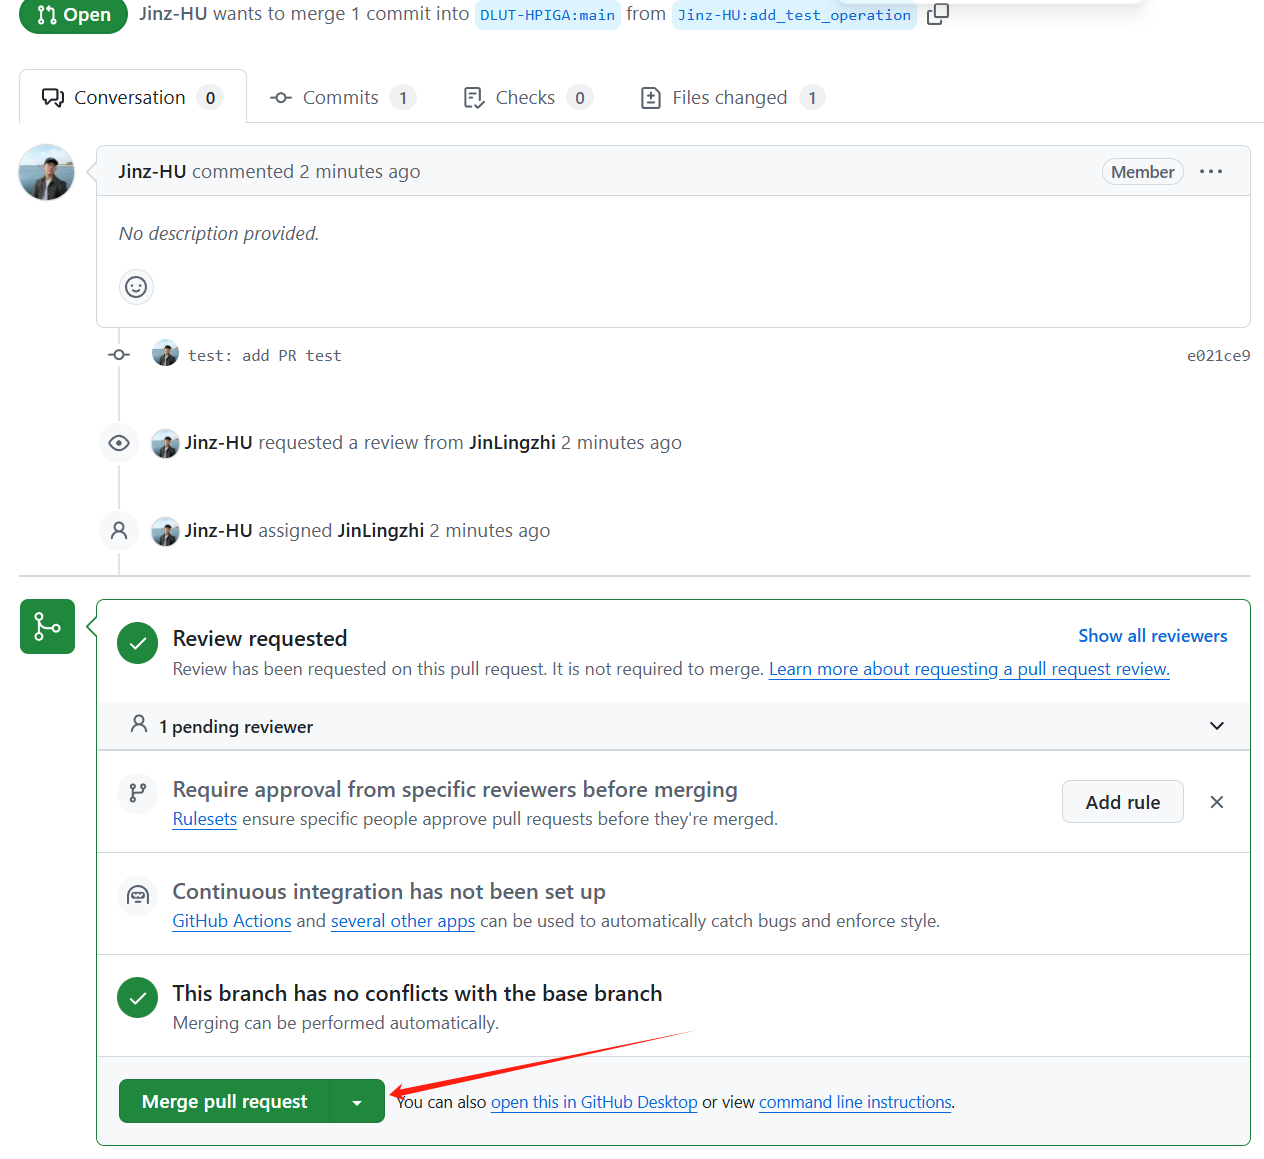 Open Jinz-HU wants to merge 1 commit into DLUT-HPIGA:main from Jinz-HU:add_test_operation
Conversation 0 Commits 1 Checks 0 Files changed 1
Jinz-HU commented 2 minutes ago Member
No description provided.
test: add PR test e021ce9
Jinz-HU requested a review from JinLingzhi 2 minutes ago
Jinz-HU assigned JinLingzhi 2 minutes ago
Review requested Show all reviewers
Review has been requested on this pull request. It is not required to merge. Learn more about requesting a pull request review.
1 pending reviewer
Require approval from specific reviewers before merging
Rulesets ensure specific people approve pull requests before they're merged.
Add rule
Continuous integration has not been set up
GitHub Actions and several other apps can be used to automatically catch bugs and enforce style.
This branch has no conflicts with the base branch
Merging can be performed automatically.
Merge pull request You can also open this in GitHub Desktop or view command line instructions.